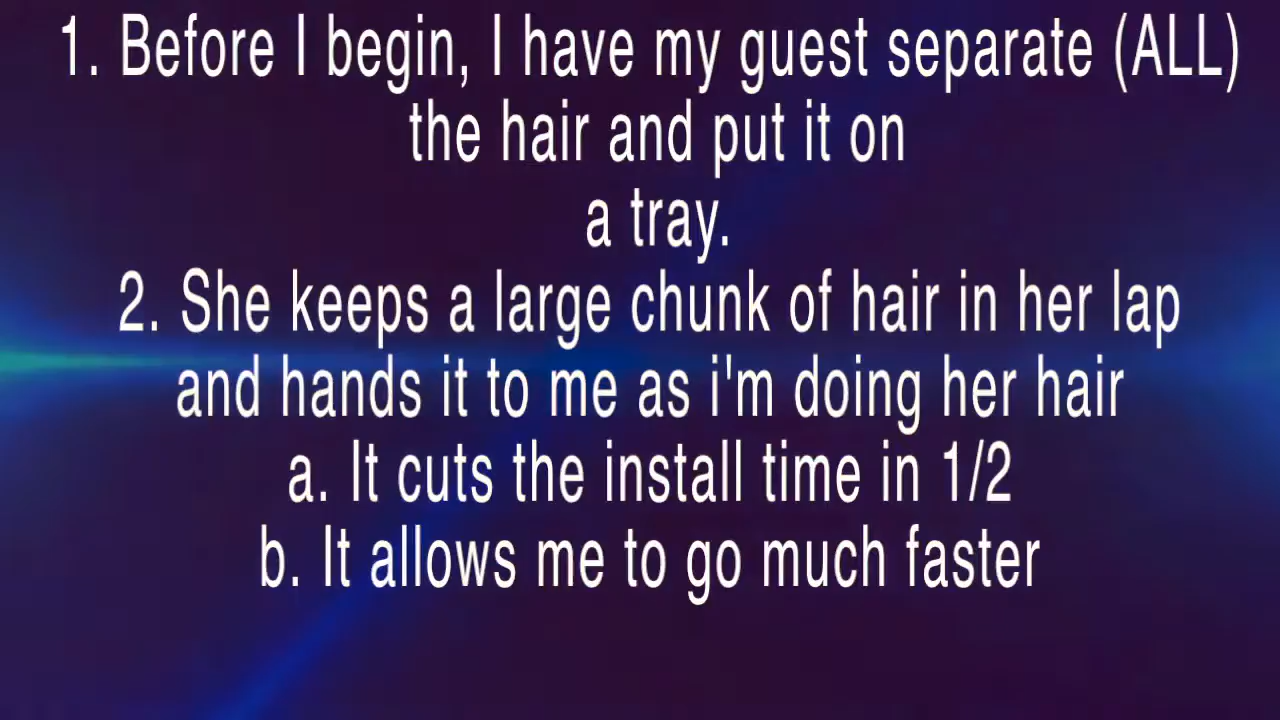 1. Before I begin, I have my guest separate (ALL)
the hair and put it on
a tray.
2. She keeps a large chunk of hair in her lap
and hands it to me as i'm doing her hair
a. It cuts the install time in 1/2
b. It allows me to go much faster